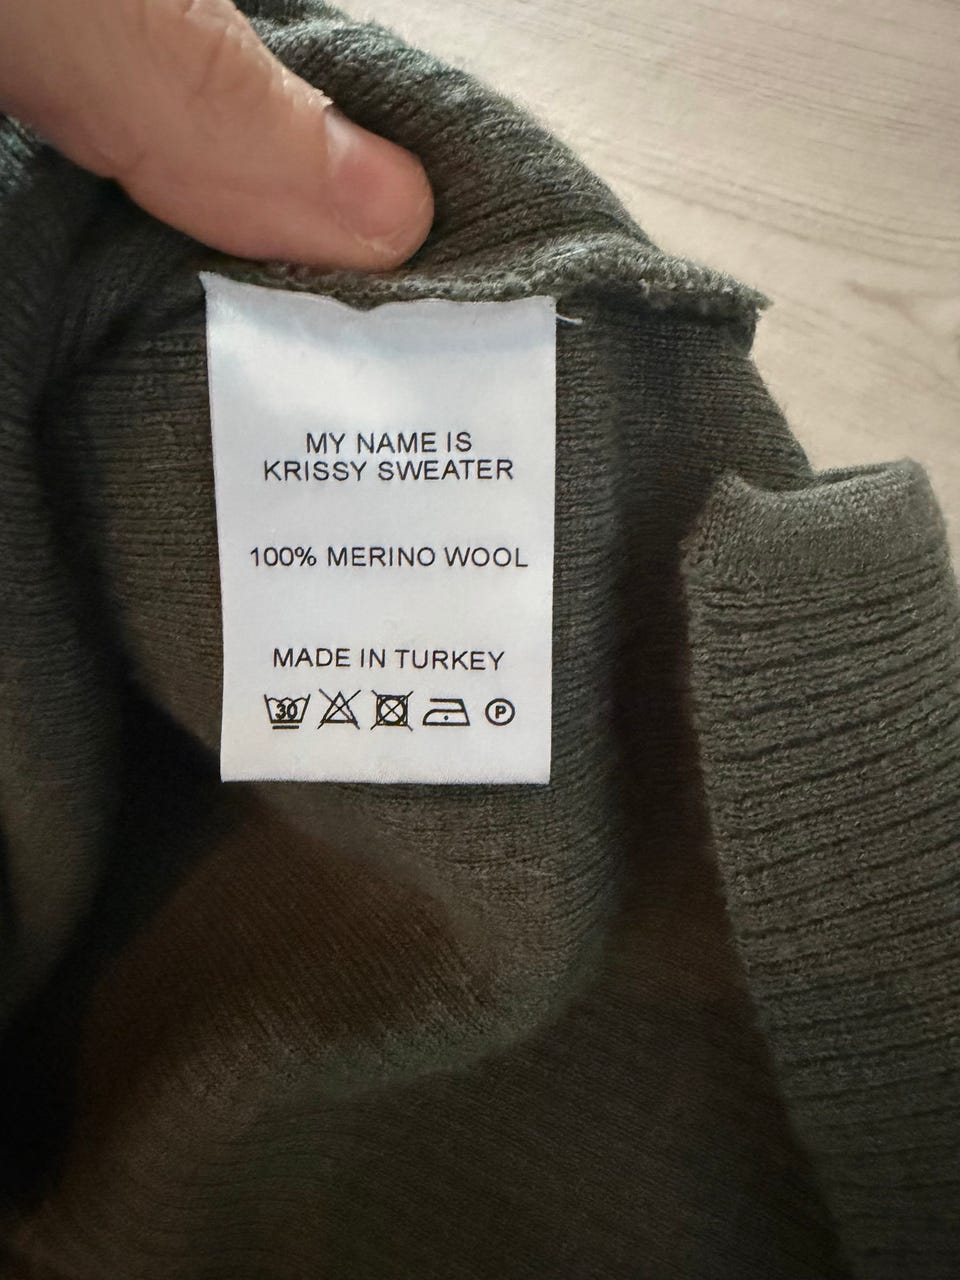 MY NAME IS
KRISSY SWEATER
100% MERINO WOOL
MADE IN TURKEY
30 P